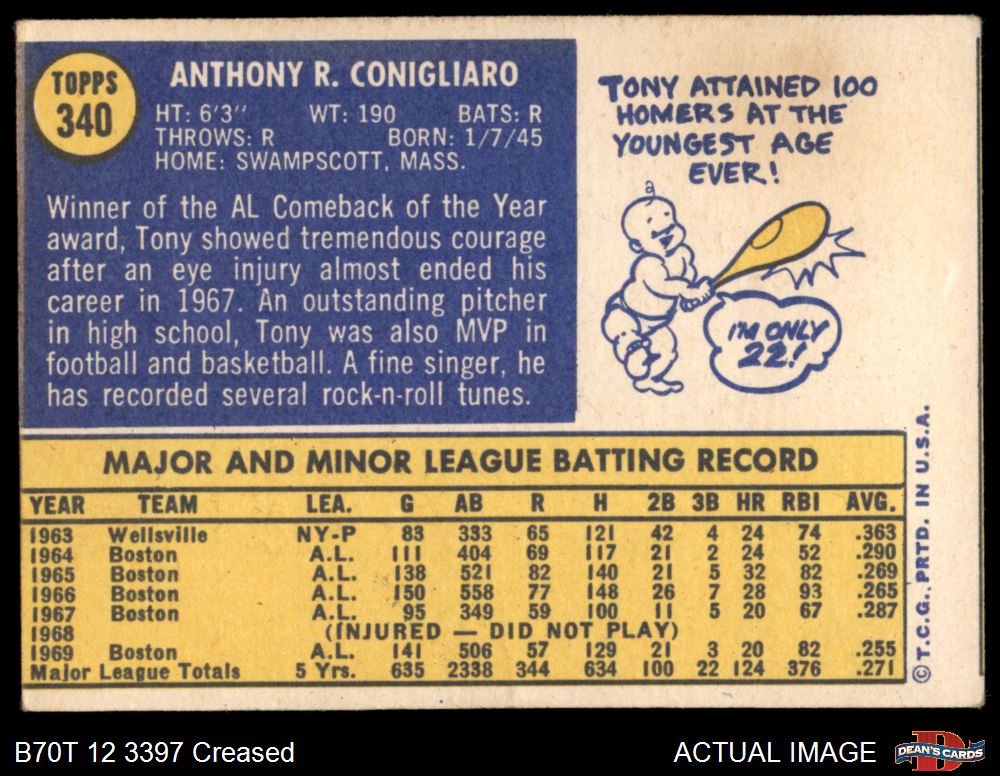 TOPPS
340
ANTHONY R. CONIGLIARO
HT: 6'3" WT: 190 BATS: R
THROWS: R BORN: 1/7/45
HOME: SWAMPSCOTT, MASS.
Winner of the AL Comeback of the Year
award, Tony showed tremendous courage
after an eye injury almost ended his
career in 1967. An outstanding pitcher
in high school, Tony was also MVP in
football and basketball. A fine singer, he
has recorded several rock-n-roll tunes.
TONY ATTAINED 100
HOMERS AT THE
YOUNGEST AGE
EVER!
I'M ONLY
22!
MAJOR AND MINOR LEAGUE BATTING RECORD
YEAR TEAM LEA. G AB R H 2B 3B HR RBI AVG.
1963 Wellsville NY-P 83 333 65 121 42 4 24 74 .363
1964 Boston A.L. 111 404 69 117 21 2 24 52 .290
1965 Boston A.L. 138 521 82 140 21 5 32 82 .269
1966 Boston A.L. 150 558 77 148 26 7 28 93 .265
1967 Boston A.L. 95 349 59 100 11 5 20 67 .287
1968 (INJURED — DID NOT PLAY)
1969 Boston A.L. 141 506 57 129 21 3 20 82 .255
Major League Totals 5 Yrs. 635 2338 344 634 100 22 124 376 .271
© T.C.G. PRTD. IN U.S.A.
B70T 12 3397 Creased
ACTUAL IMAGE
D
DEAN'S CARDS